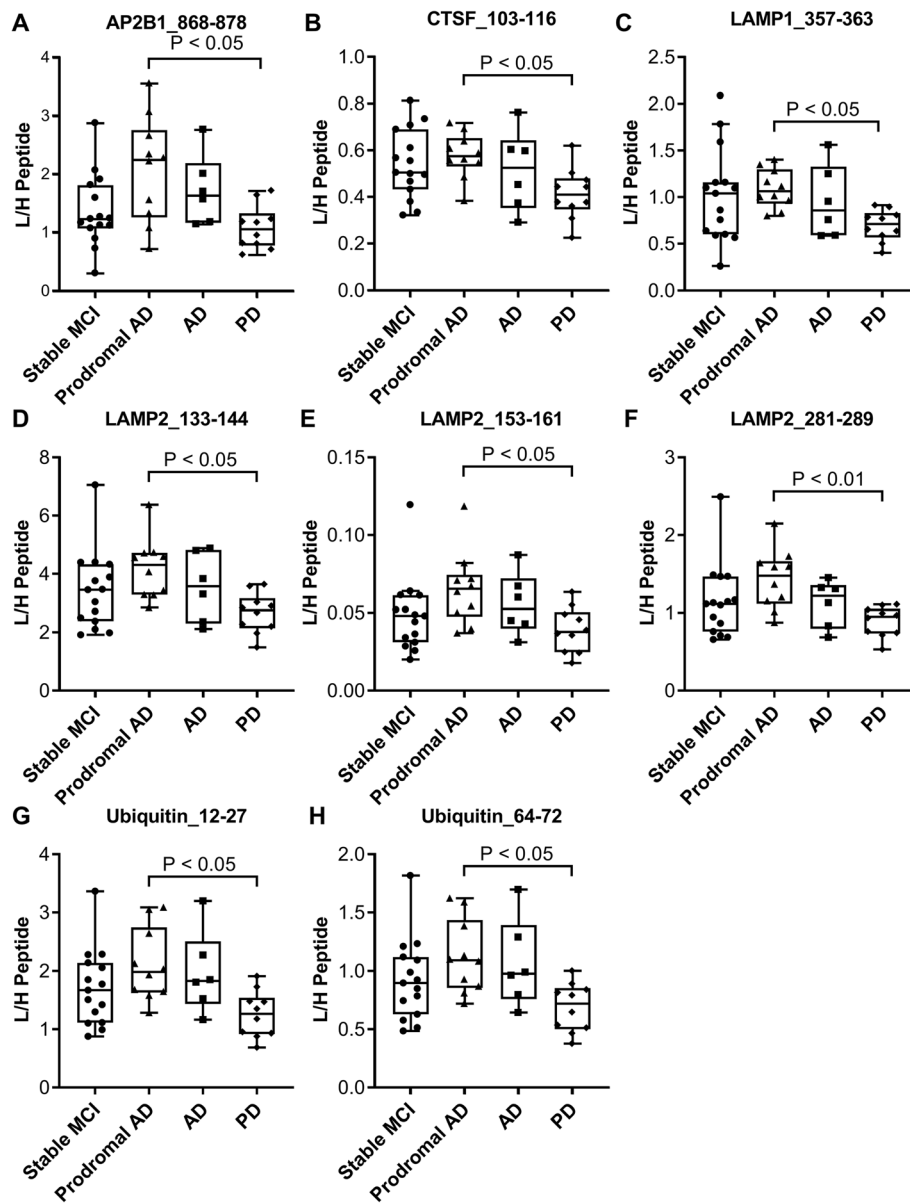 A
AP2B1_868-878
P < 0.05
L/H Peptide
4
3
2
1
0
Stable MCI
Prodromal AD
AD
PD
B
CTSF_103-116
P < 0.05
L/H Peptide
1.0
0.8
0.6
0.4
0.2
0.0
Stable MCI
Prodromal AD
AD
PD
C
LAMP1_357-363
P < 0.05
L/H Peptide
2.5
2.0
1.5
1.0
0.5
0.0
Stable MCI
Prodromal AD
AD
PD
D
LAMP2_133-144
P < 0.05
L/H Peptide
8
6
4
2
0
Stable MCI
Prodromal AD
AD
PD
E
LAMP2_153-161
P < 0.05
L/H Peptide
0.15
0.10
0.05
0.00
Stable MCI
Prodromal AD
AD
PD
F
LAMP2_281-289
P < 0.01
L/H Peptide
3
2
1
0
Stable MCI
Prodromal AD
AD
PD
G
Ubiquitin_12-27
P < 0.05
L/H Peptide
4
3
2
1
0
Stable MCI
Prodromal AD
AD
PD
H
Ubiquitin_64-72
P < 0.05
L/H Peptide
2.0
1.5
1.0
0.5
0.0
Stable MCI
Prodromal AD
AD
PD